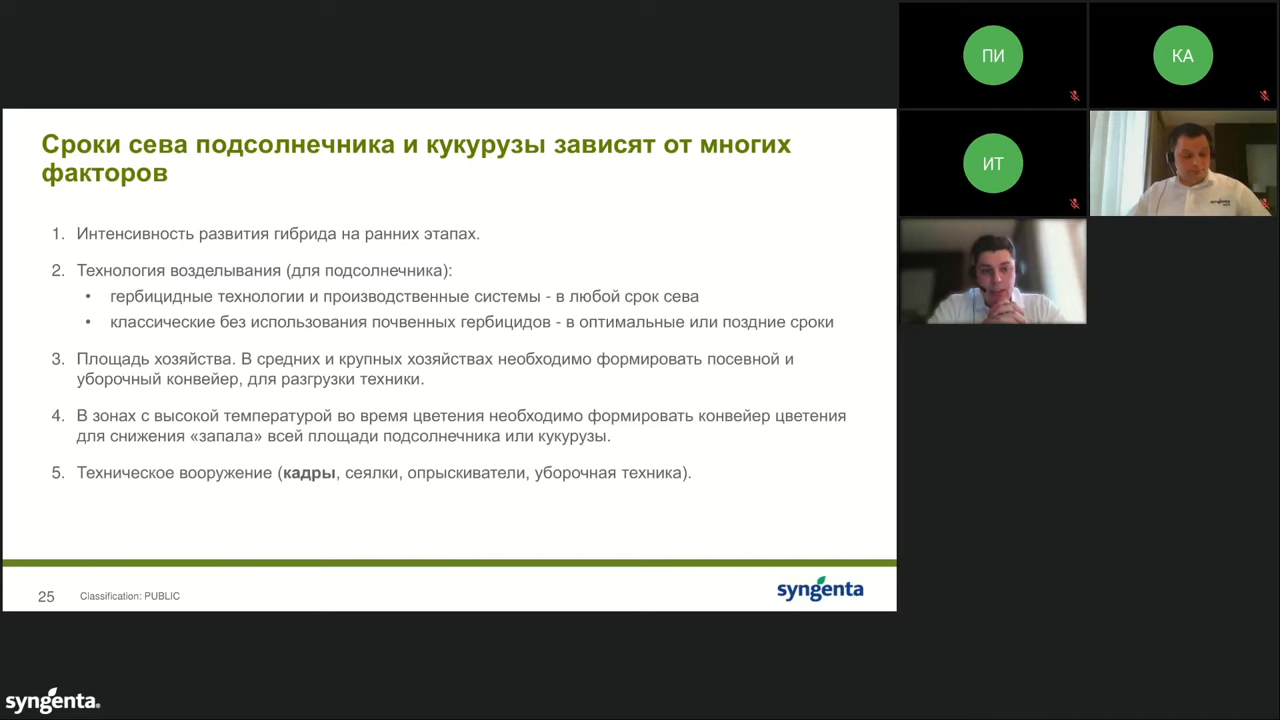 Сроки сева подсолнечника и кукурузы зависят от многих
факторов
1. Интенсивность развития гибрида на ранних этапах.
2. Технология возделывания (для подсолнечника):
• гербицидные технологии и производственные системы - в любой срок сева
• классические без использования почвенных гербицидов - в оптимальные или поздние сроки
3. Площадь хозяйства. В средних и крупных хозяйствах необходимо формировать посевной и
уборочный конвейер, для разгрузки техники.
4. В зонах с высокой температурой во время цветения необходимо формировать конвейер цветения
для снижения «запала» всей площади подсолнечника или кукурузы.
5. Техническое вооружение (кадры, сеялки, опрыскиватели, уборочная техника).
25
Classification: PUBLIC
syngenta
ПИ
КА
ИТ
syngenta
syngenta